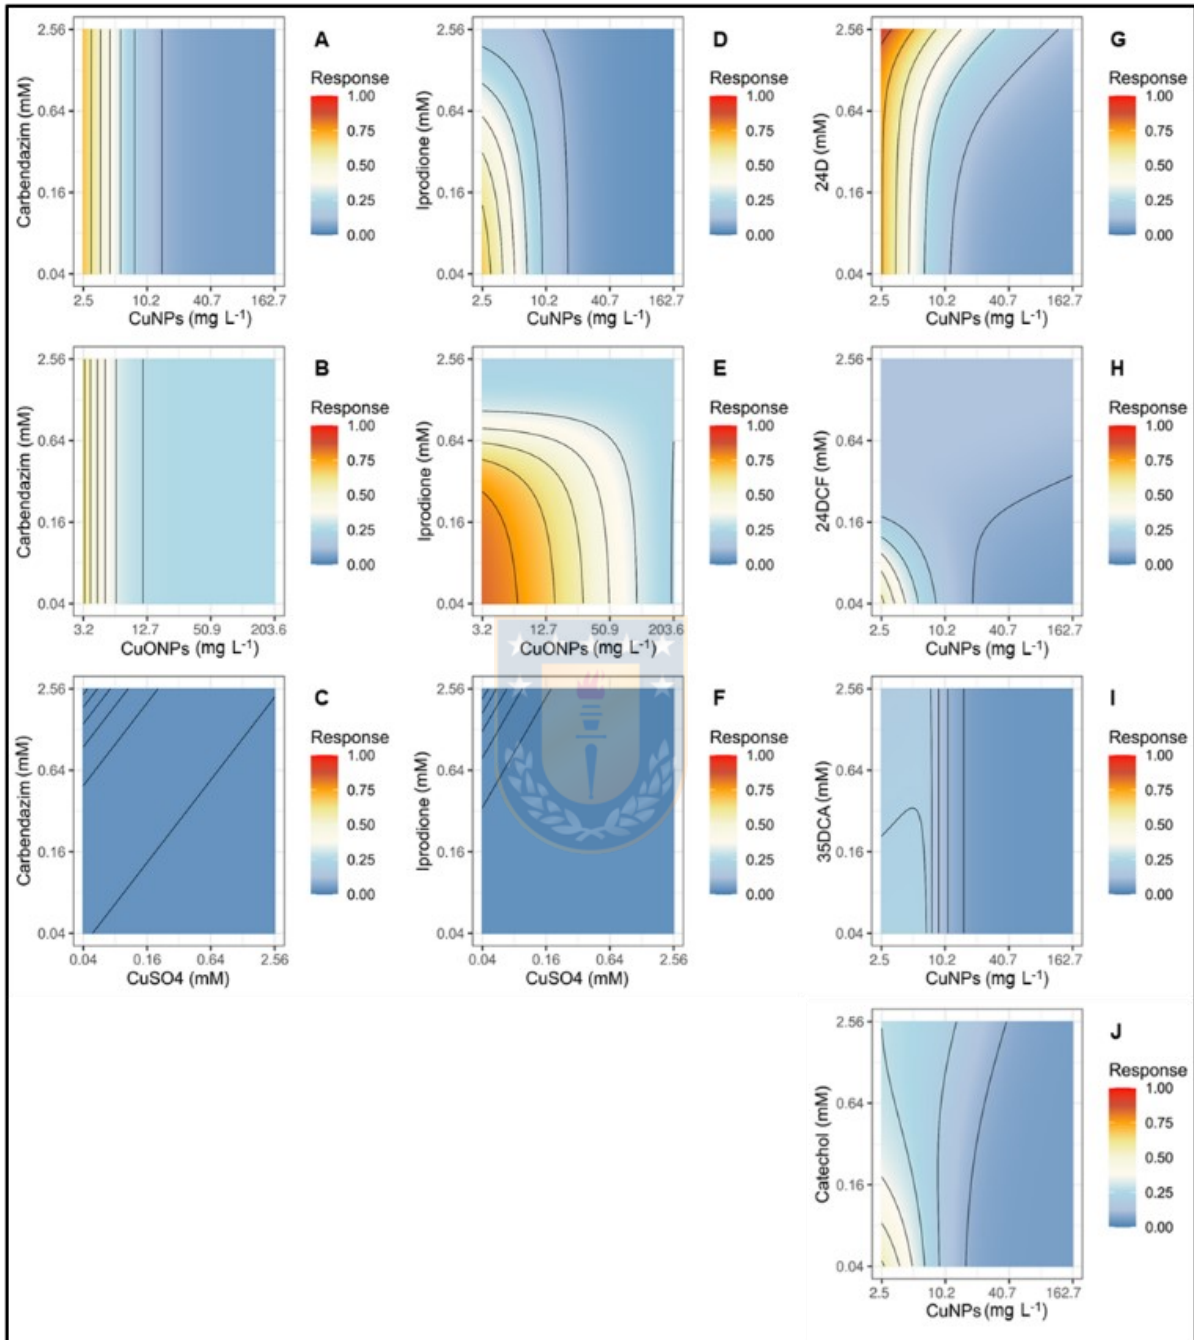 A
Response
1.00
0.75
0.50
0.25
0.00
Carbendazim (mM)
2.56
0.64
0.16
0.04
2.5 10.2 40.7 162.7
CuNPs (mg L⁻¹)
D
Response
1.00
0.75
0.50
0.25
0.00
Iprodione (mM)
2.56
0.64
0.16
0.04
2.5 10.2 40.7 162.7
CuNPs (mg L⁻¹)
G
Response
1.00
0.75
0.50
0.25
0.00
24D (mM)
2.56
0.64
0.16
0.04
2.5 10.2 40.7 162.7
CuNPs (mg L⁻¹)
B
Response
1.00
0.75
0.50
0.25
0.00
Carbendazim (mM)
2.56
0.64
0.16
0.04
3.2 12.7 50.9 203.6
CuONPs (mg L⁻¹)
E
Response
1.00
0.75
0.50
0.25
0.00
Iprodione (mM)
2.56
0.64
0.16
0.04
3.2 12.7 50.9 203.6
CuONPs (mg L⁻¹)
H
Response
1.00
0.75
0.50
0.25
0.00
24DCF (mM)
2.56
0.64
0.16
0.04
2.5 10.2 40.7 162.7
CuNPs (mg L⁻¹)
C
Response
1.00
0.75
0.50
0.25
0.00
Carbendazim (mM)
2.56
0.64
0.16
0.04
0.04 0.16 0.64 2.56
CuSO4 (mM)
F
Response
1.00
0.75
0.50
0.25
0.00
Iprodione (mM)
2.56
0.64
0.16
0.04
0.04 0.16 0.64 2.56
CuSO4 (mM)
I
Response
1.00
0.75
0.50
0.25
0.00
35DCA (mM)
2.56
0.64
0.16
0.04
2.5 10.2 40.7 162.7
CuNPs (mg L⁻¹)
J
Response
1.00
0.75
0.50
0.25
0.00
Catechol (mM)
2.56
0.64
0.16
0.04
2.5 10.2 40.7 162.7
CuNPs (mg L⁻¹)